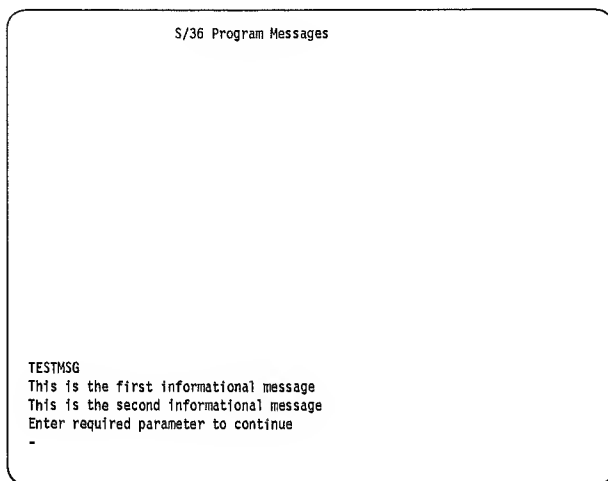 S/36 Program Messages
TESTMSG
This is the first informational message
This is the second informational message
Enter required parameter to continue
-